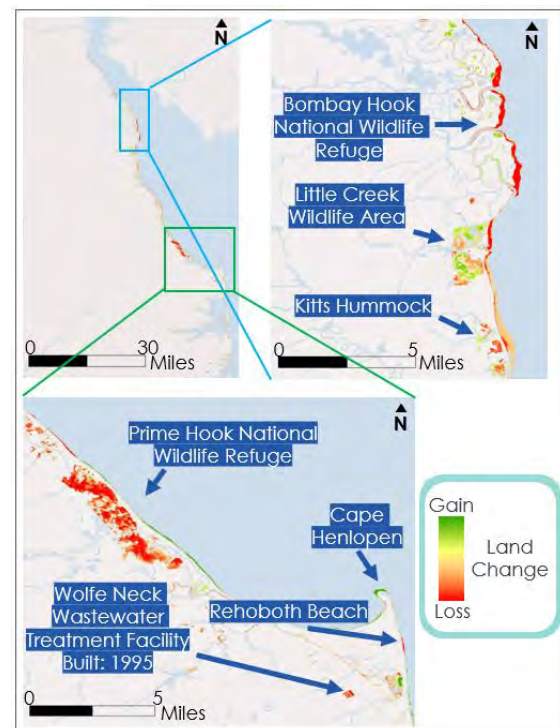 N
0
30
Miles
N
Bombay Hook
National Wildlife
Refuge
Little Creek
Wildlife Area
Kitts Hummock
0
5
Miles
N
Prime Hook National
Wildlife Refuge
Cape
Henlopen
Rehoboth Beach
Wolfe Neck
Wastewater
Treatment Facility
Built: 1995
0
5
Miles
Gain
Land
Change
Loss